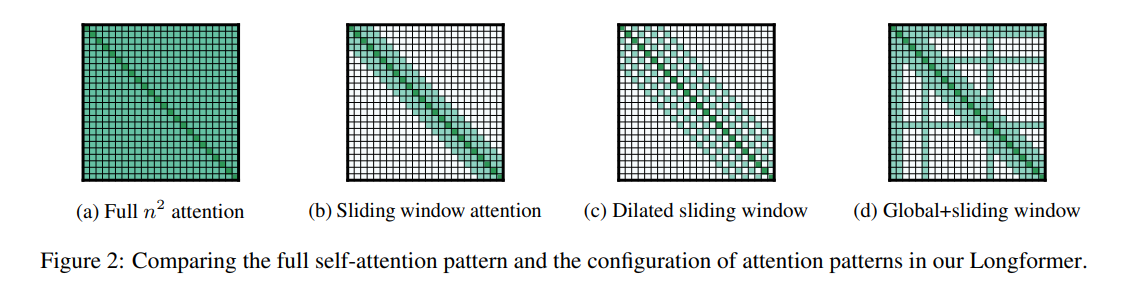 (a) Full n² attention
(b) Sliding window attention
(c) Dilated sliding window
(d) Global+sliding window
Figure 2: Comparing the full self-attention pattern and the configuration of attention patterns in our Longformer.